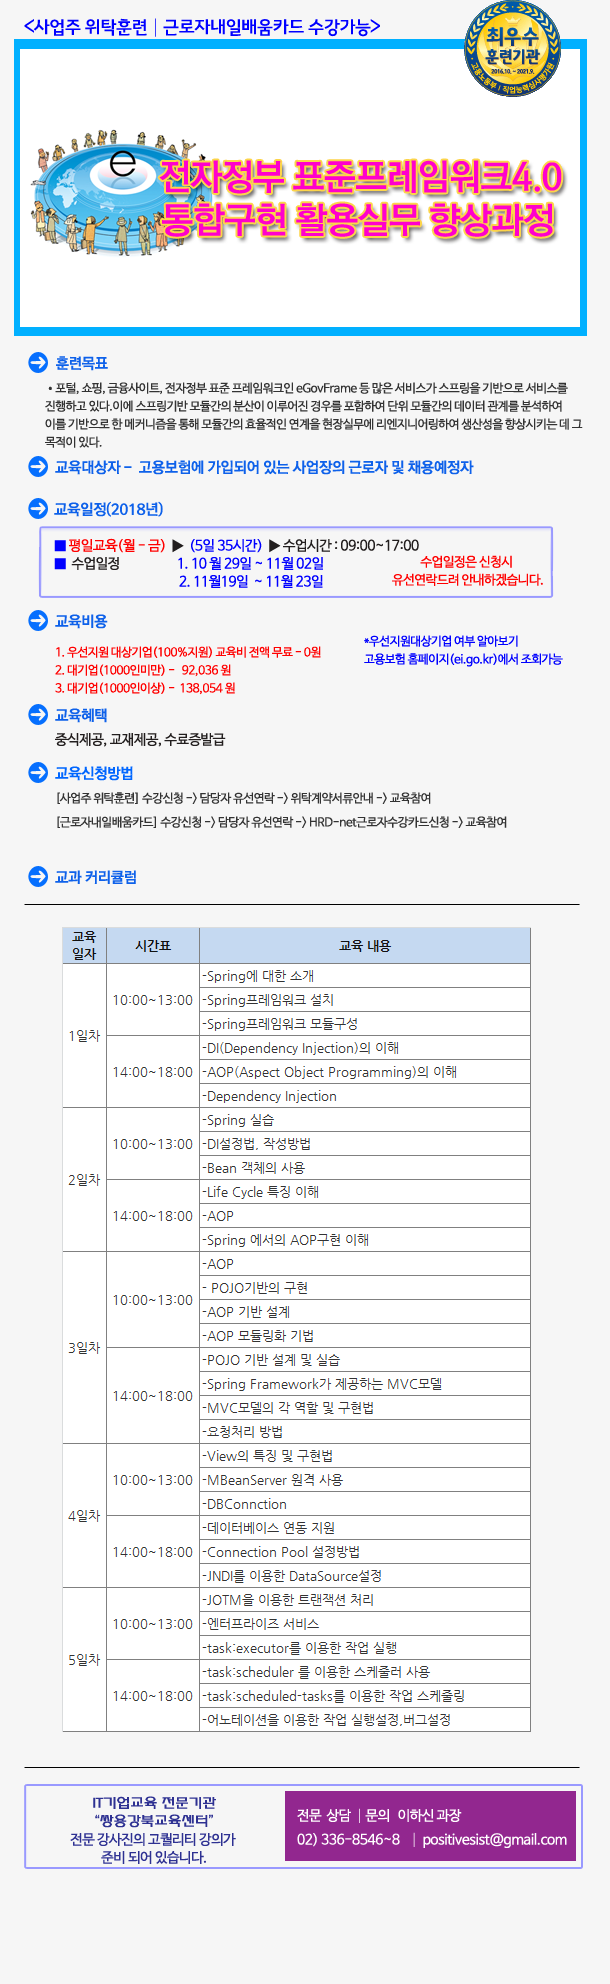 <사업주 위탁훈련│근로자내일배움카드 수강가능>
최우수
훈련기관
2016.10. ~ 2021.9.
고용노동부 | 직업능력심사평가원
e
전자정부 표준프레임워크4.0
통합구현 활용실무 향상과정
훈련목표
• 포털, 쇼핑, 금융사이트, 전자정부 표준 프레임워크인 eGovFrame 등 많은 서비스가 스프링을 기반으로 서비스를
진행하고 있다.이에 스프링기반 모듈간의 분산이 이루어진 경우를 포함하여 단위 모듈간의 데이터 관계를 분석하여
이를 기반으로 한 메커니즘을 통해 모듈간의 효율적인 연계을 현장실무에 리엔지니어링하여 생산성을 향상시키는 데 그
목적이 있다.
교육대상자 - 고용보험에 가입되어 있는 사업장의 근로자 및 채용예정자
교육일정(2018년)
■ 평일교육(월 - 금) ▶ (5일 35시간) ▶ 수업시간 : 09:00~17:00
■ 수업일정 1. 10 월 29일 ~ 11월 02일
2. 11월19일 ~ 11월 23일
수업일정은 신청시
유선연락드려 안내하겠습니다.
교육비용
1. 우선지원 대상기업(100%지원) 교육비 전액 무료 - 0원
2. 대기업(1000인미만) - 92,036 원
3. 대기업(1000인이상) - 138,054 원
*우선지원대상기업 여부 알아보기
고용보험 홈페이지(ei.go.kr)에서 조회가능
교육혜택
중식제공, 교재제공, 수료증발급
교육신청방법
[사업주 위탁훈련] 수강신청 -> 담당자 유선연락 -> 위탁계약서류안내 -> 교육참여
[근로자내일배움카드] 수강신청 -> 담당자 유선연락 -> HRD-net근로자수강카드신청 -> 교육참여
교과 커리큘럼
교육
일자
시간표
교육 내용
1일차
10:00~13:00
-Spring에 대한 소개
-Spring프레임워크 설치
-Spring프레임워크 모듈구성
14:00~18:00
-DI(Dependency Injection)의 이해
-AOP(Aspect Object Programming)의 이해
-Dependency Injection
2일차
10:00~13:00
-Spring 실습
-DI설정법, 작성방법
-Bean 객체의 사용
14:00~18:00
-Life Cycle 특징 이해
-AOP
-Spring 에서의 AOP구현 이해
3일차
10:00~13:00
-AOP
- POJO기반의 구현
-AOP 기반 설계
-AOP 모듈링화 기법
14:00~18:00
-POJO 기반 설계 및 실습
-Spring Framework가 제공하는 MVC모델
-MVC모델의 각 역할 및 구현법
-요청처리 방법
4일차
10:00~13:00
-View의 특징 및 구현법
-MBeanServer 원격 사용
-DBConnction
14:00~18:00
-데이터베이스 연동 지원
-Connection Pool 설정방법
-JNDI를 이용한 DataSource설정
5일차
10:00~13:00
-JOTM을 이용한 트랜잭션 처리
-엔터프라이즈 서비스
-task:executor를 이용한 작업 실행
14:00~18:00
-task:scheduler 를 이용한 스케줄러 사용
-task:scheduled-tasks를 이용한 작업 스케줄링
-어노테이션을 이용한 작업 실행설정,버그설정
IT기업교육 전문기관
“쌍용강북교육센터”
전문 강사진의 고퀄리티 강의가
준비 되어 있습니다.
전문 상담 │문의 이하신 과장
02) 336-8546~8 │ positivesist@gmail.com